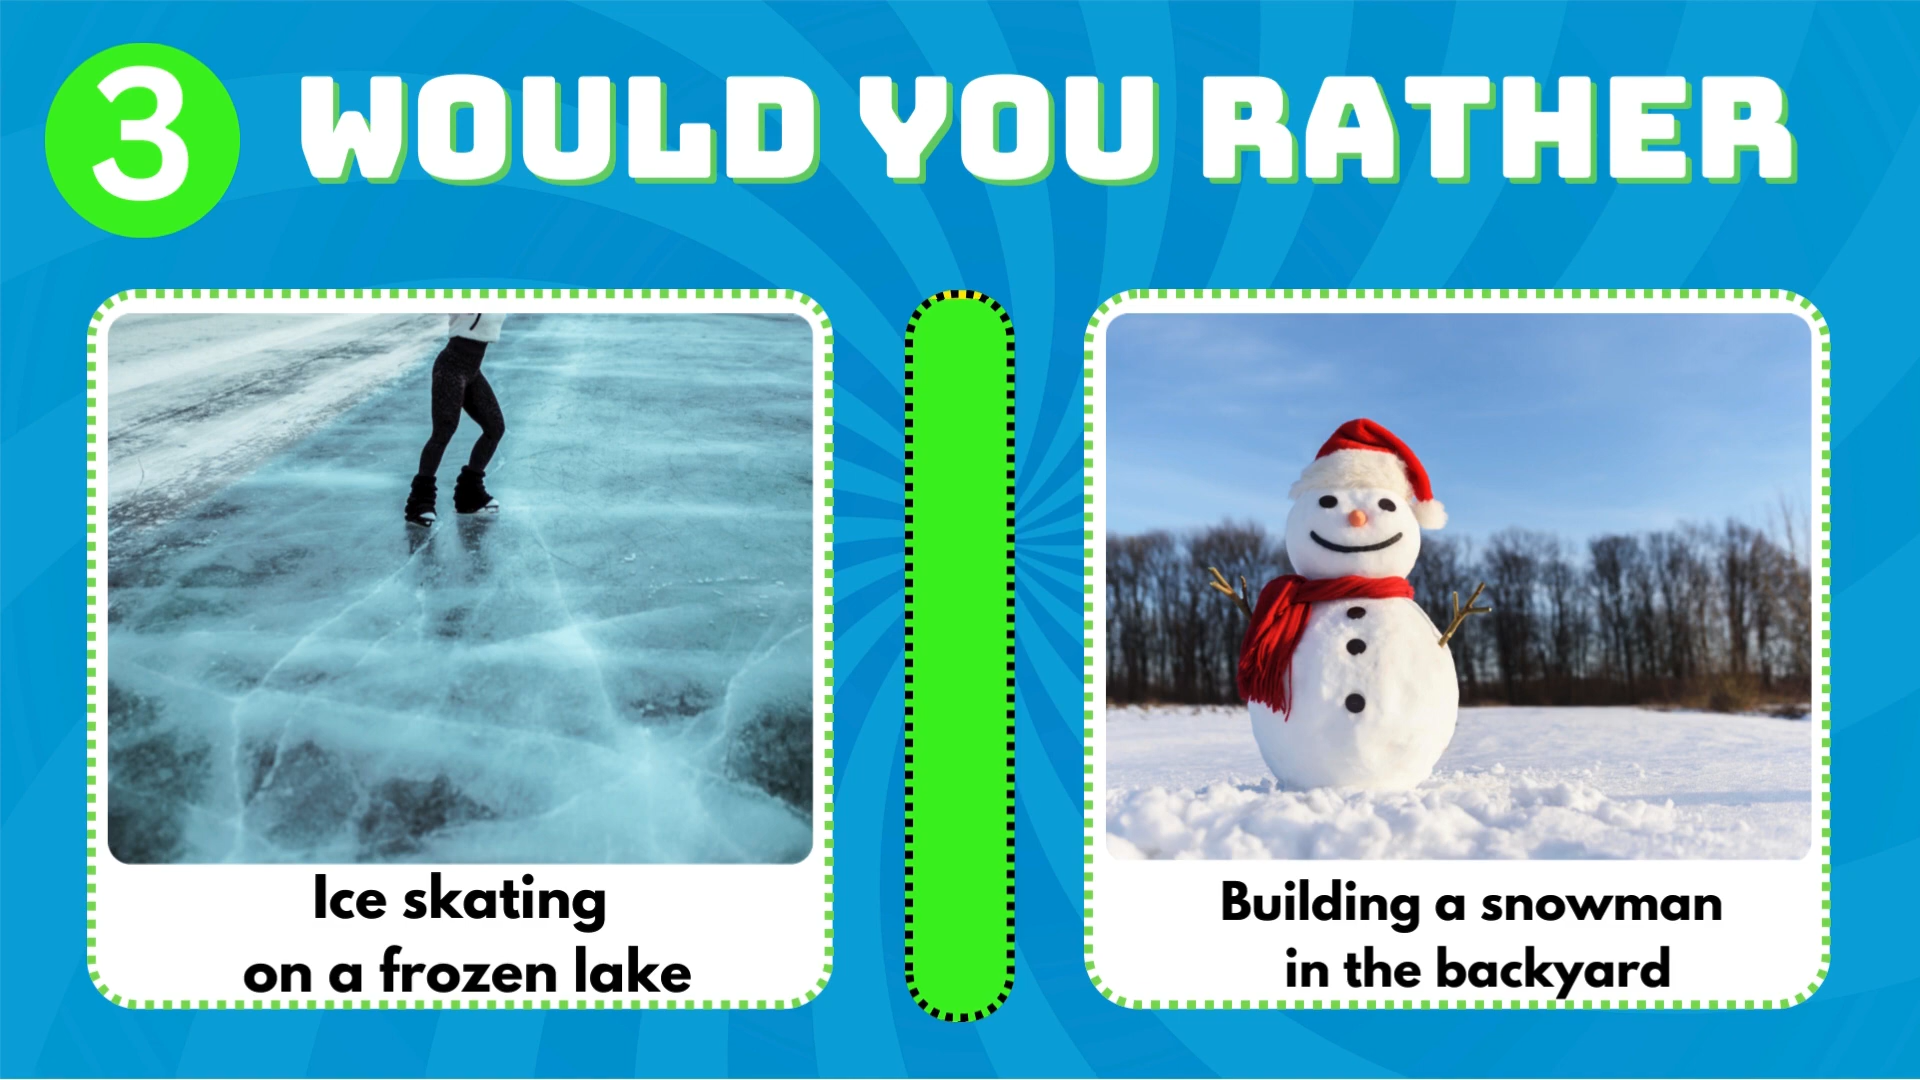 3
WOULD YOU RATHER
Ice skating
on a frozen lake
Building a snowman
in the backyard